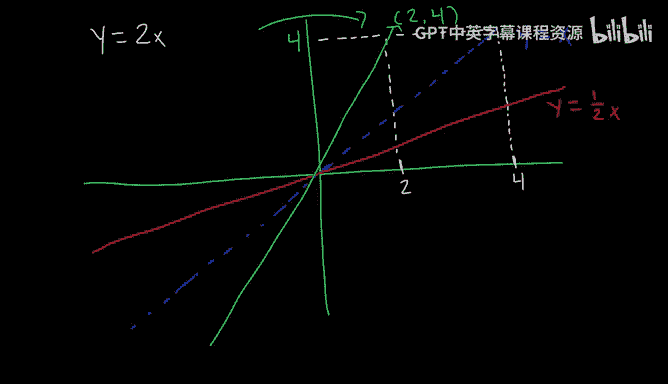 y = 2x
(2,4)
4
GPT中英字幕课程资源
bilibili
y = 1/2 x
2
4